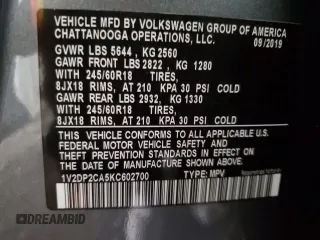 VEHICLE MFD BY VOLKSWAGEN GROUP OF AMERICA
CHATTANOOGA OPERATIONS, LLC.
09/2019
GVWR LBS 5644 , KG 2560
GAWR FRONT LBS 2822 , KG 1280
WITH 245/60R18 TIRES,
8JX18 RIMS, AT 210 KPA 30 PSI COLD
GAWR REAR LBS 2932, KG 1330
WITH 245/60R18 TIRES,
8JX18 RIMS, AT 210 KPA 30 PSI COLD
THIS VEHICLE CONFORMS TO ALL APPLICABLE U.S.
FEDERAL MOTOR VEHICLE SAFETY AND
THEFT PREVENTION STANDARDS IN EFFECT ON
THE DATE OF MANUFACTURE SHOWN ABOVE.
1V2DP2CA5KC602700 TYPE: MPV
DREAMBID